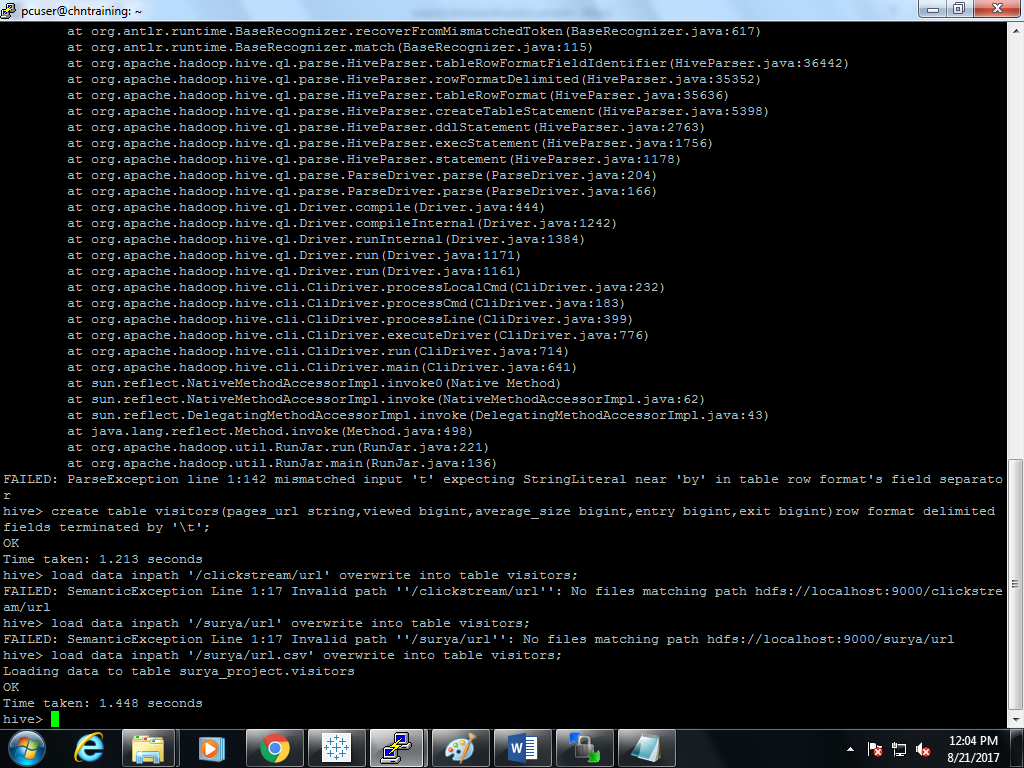 pcuser@chntraining: ~
at org.antlr.runtime.BaseRecognizer.recoverFromMismatchedToken(BaseRecognizer.java:617)
at org.antlr.runtime.BaseRecognizer.match(BaseRecognizer.java:115)
at org.apache.hadoop.hive.ql.parse.HiveParser.tableRowFormatFieldIdentifier(HiveParser.java:36442)
at org.apache.hadoop.hive.ql.parse.HiveParser.rowFormatDelimited(HiveParser.java:35352)
at org.apache.hadoop.hive.ql.parse.HiveParser.tableRowFormat(HiveParser.java:35636)
at org.apache.hadoop.hive.ql.parse.HiveParser.createTableStatement(HiveParser.java:5398)
at org.apache.hadoop.hive.ql.parse.HiveParser.ddlStatement(HiveParser.java:2763)
at org.apache.hadoop.hive.ql.parse.HiveParser.execStatement(HiveParser.java:1756)
at org.apache.hadoop.hive.ql.parse.HiveParser.statement(HiveParser.java:1178)
at org.apache.hadoop.hive.ql.parse.ParseDriver.parse(ParseDriver.java:204)
at org.apache.hadoop.hive.ql.parse.ParseDriver.parse(ParseDriver.java:166)
at org.apache.hadoop.hive.ql.Driver.compile(Driver.java:444)
at org.apache.hadoop.hive.ql.Driver.compileInternal(Driver.java:1242)
at org.apache.hadoop.hive.ql.Driver.runInternal(Driver.java:1384)
at org.apache.hadoop.hive.ql.Driver.run(Driver.java:1171)
at org.apache.hadoop.hive.ql.Driver.run(Driver.java:1161)
at org.apache.hadoop.hive.cli.CliDriver.processLocalCmd(CliDriver.java:232)
at org.apache.hadoop.hive.cli.CliDriver.processCmd(CliDriver.java:183)
at org.apache.hadoop.hive.cli.CliDriver.processLine(CliDriver.java:399)
at org.apache.hadoop.hive.cli.CliDriver.executeDriver(CliDriver.java:776)
at org.apache.hadoop.hive.cli.CliDriver.run(CliDriver.java:714)
at org.apache.hadoop.hive.cli.CliDriver.main(CliDriver.java:641)
at sun.reflect.NativeMethodAccessorImpl.invoke0(Native Method)
at sun.reflect.NativeMethodAccessorImpl.invoke(NativeMethodAccessorImpl.java:62)
at sun.reflect.DelegatingMethodAccessorImpl.invoke(DelegatingMethodAccessorImpl.java:43)
at java.lang.reflect.Method.invoke(Method.java:498)
at org.apache.hadoop.util.RunJar.run(RunJar.java:221)
at org.apache.hadoop.util.RunJar.main(RunJar.java:136)
FAILED: ParseException line 1:142 mismatched input 't' expecting StringLiteral near 'by' in table row format's field separato
r
hive> create table visitors(pages_url string,viewed bigint,average_size bigint,entry bigint,exit bigint)row format delimited
fields terminated by '\t';
OK
Time taken: 1.213 seconds
hive> load data inpath '/clickstream/url' overwrite into table visitors;
FAILED: SemanticException Line 1:17 Invalid path ''/clickstream/url'': No files matching path hdfs://localhost:9000/clickstre
am/url
hive> load data inpath '/surya/url' overwrite into table visitors;
FAILED: SemanticException Line 1:17 Invalid path ''/surya/url'': No files matching path hdfs://localhost:9000/surya/url
hive> load data inpath '/surya/url.csv' overwrite into table visitors;
Loading data to table surya_project.visitors
OK
Time taken: 1.448 seconds
hive>
12:04 PM
8/21/2017